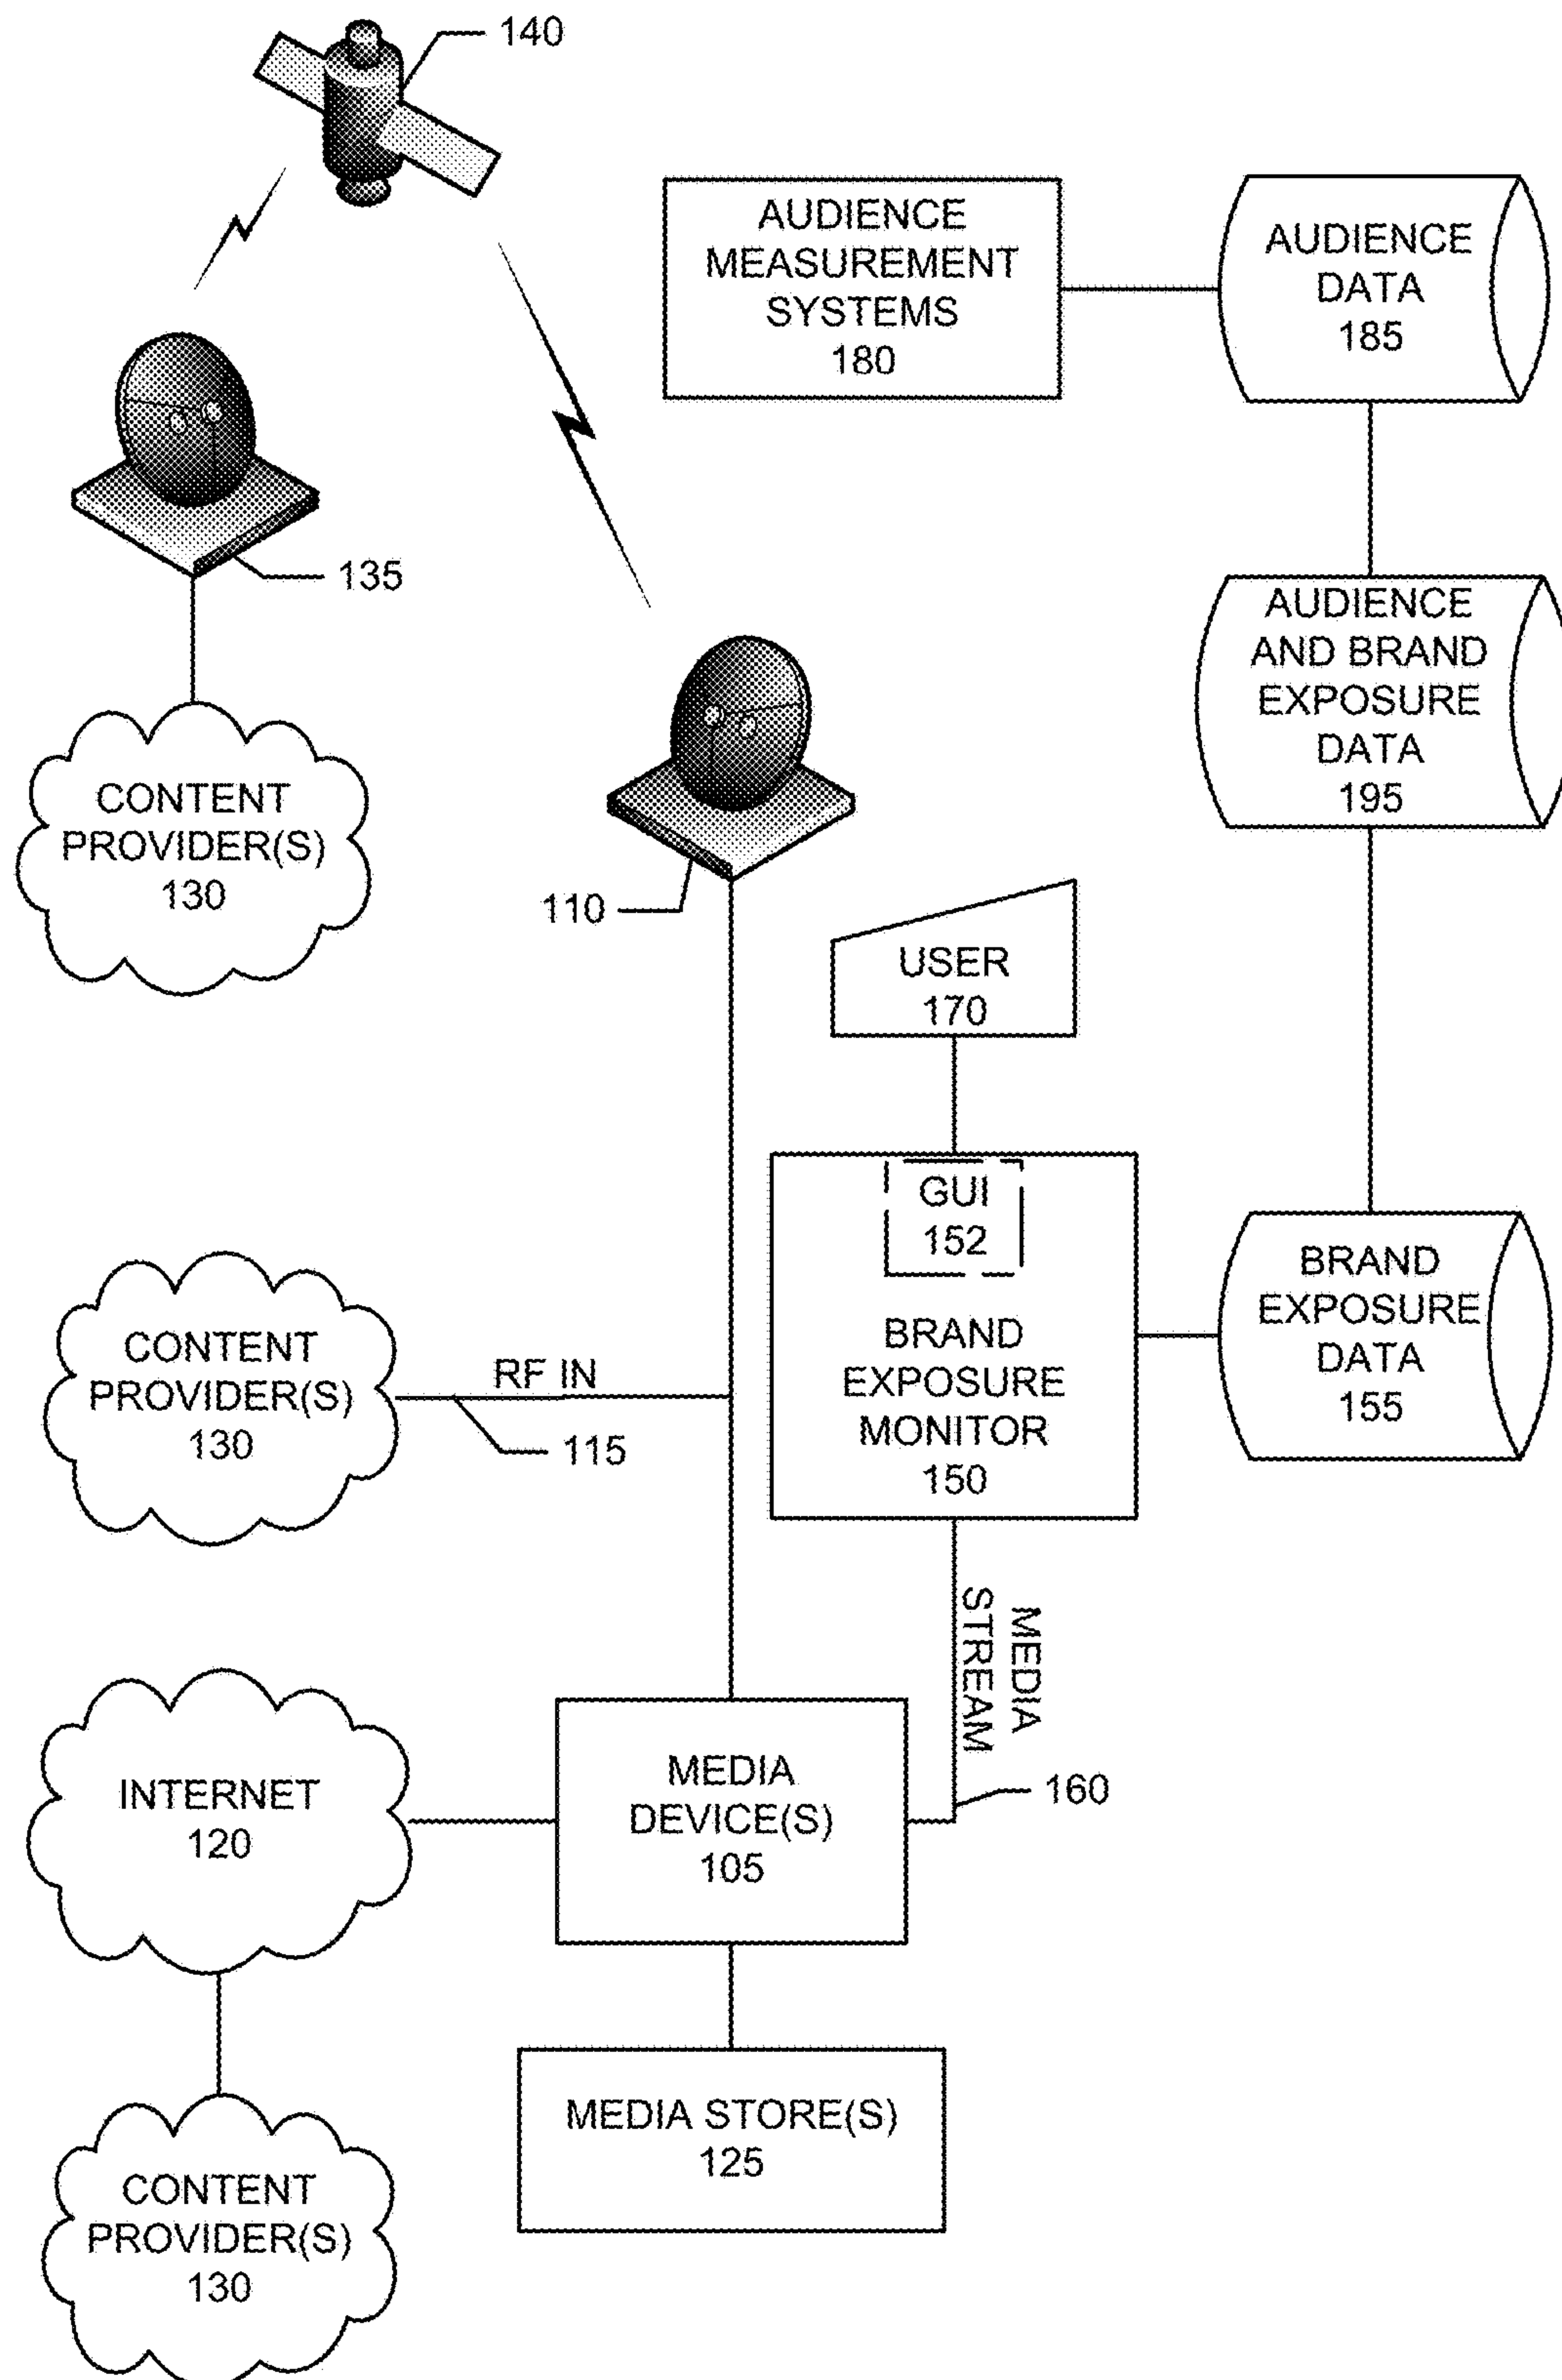 140
AUDIENCE
MEASUREMENT
SYSTEMS
180
AUDIENCE
DATA
185
135
AUDIENCE
AND BRAND
EXPOSURE
DATA
195
CONTENT
PROVIDER(S)
130
110
USER
170
GUI
152
BRAND
EXPOSURE
MONITOR
150
BRAND
EXPOSURE
DATA
155
CONTENT
PROVIDER(S)
130
RF IN
115
MEDIA
STREAM
160
INTERNET
120
MEDIA
DEVICE(S)
105
MEDIA STORE(S)
125
CONTENT
PROVIDER(S)
130